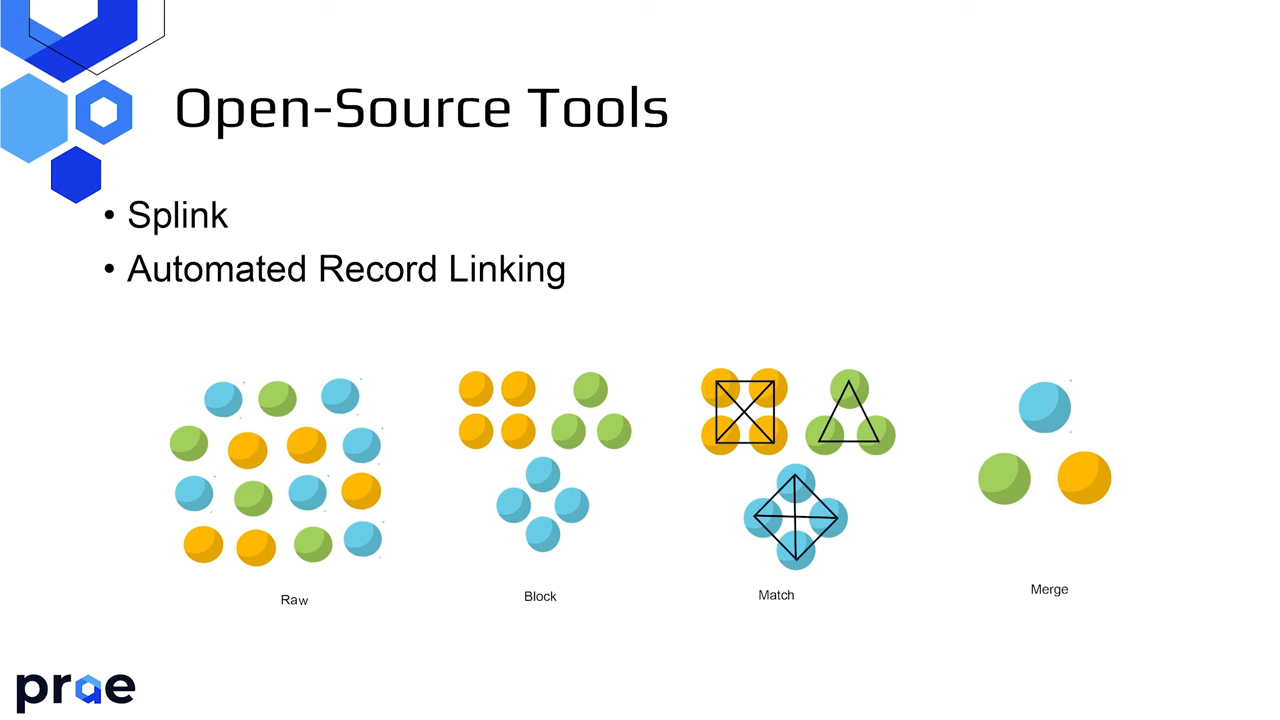 Open-Source Tools
• Splink
• Automated Record Linking
Raw
Block
Match
Merge
prae